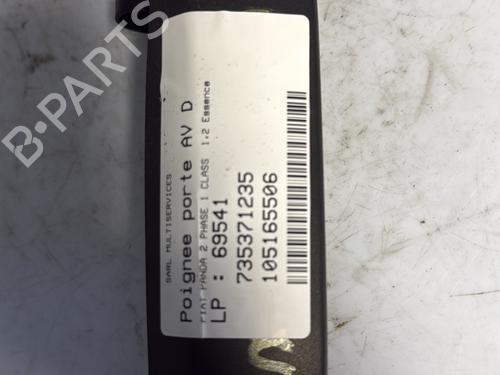 SARL MULTISERVICES
Poignee porte AV D
FIAT PANDA 2 PHASE 1 CLASS 1.2 Essence
LP : 69541
735371235
105165506
B-PARTS